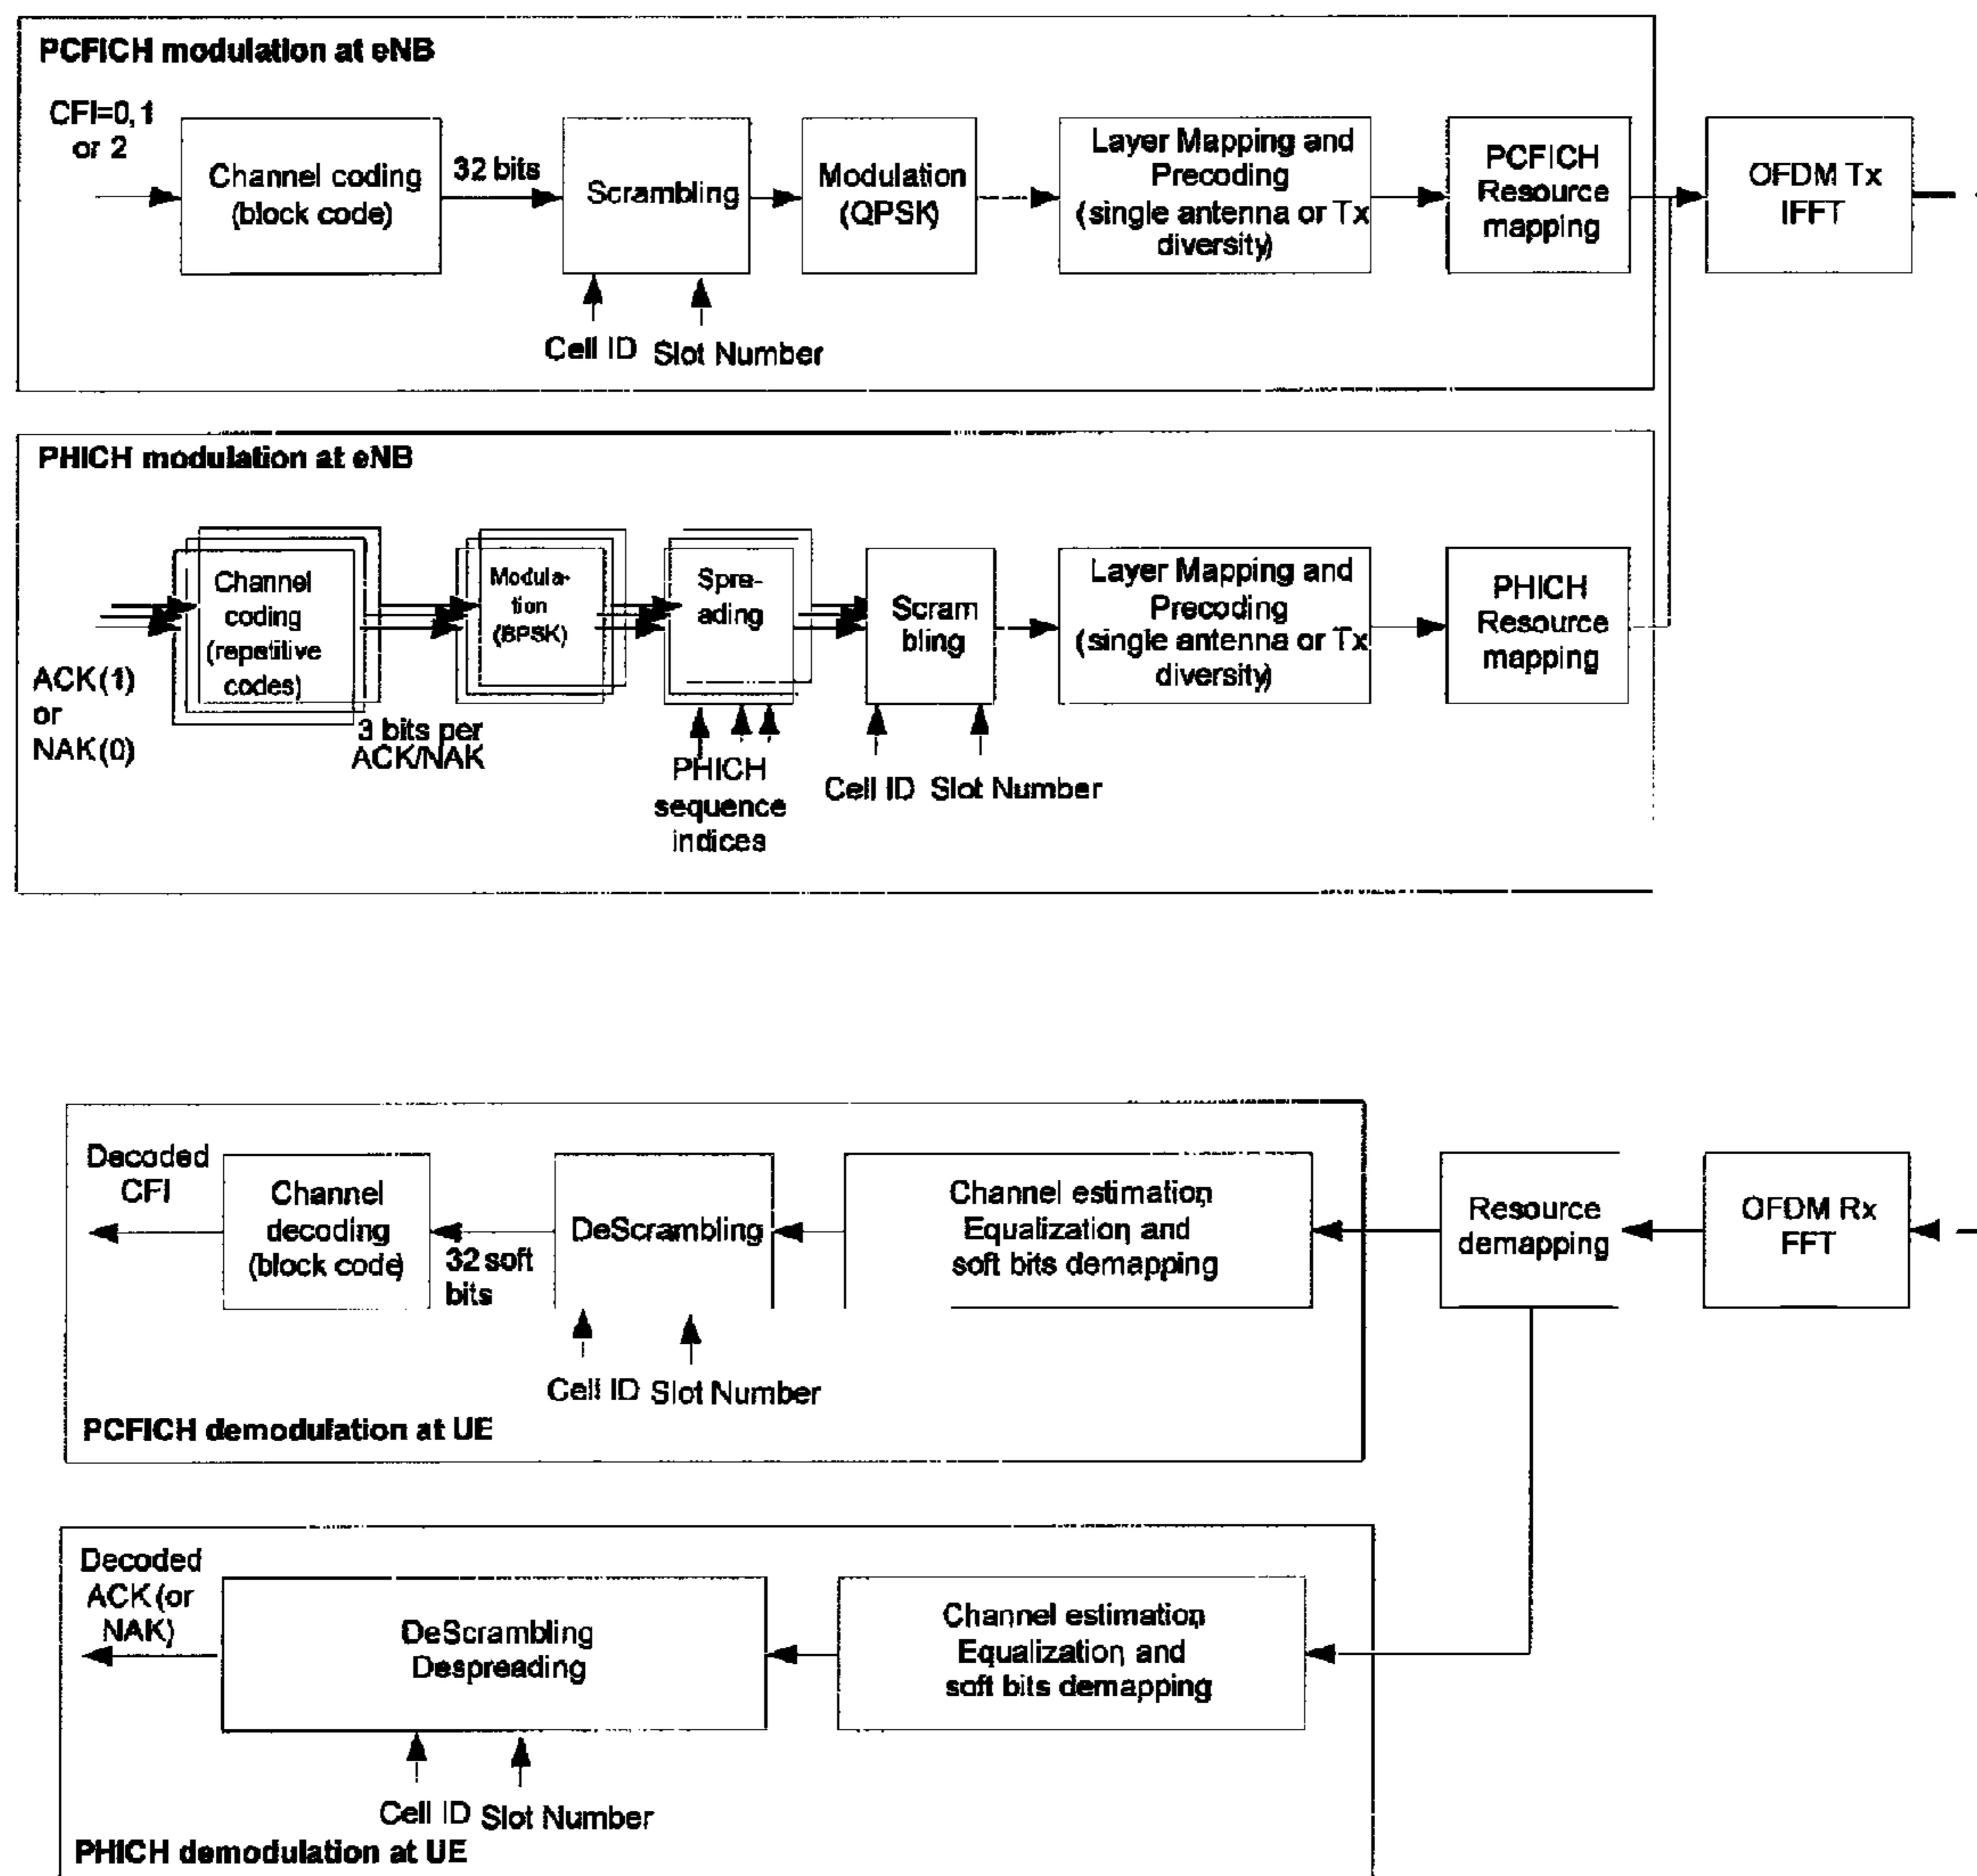 PCFICH modulation at eNB
CFI=0, 1
or 2
Channel coding
(block code)
32 bits
Scrambling
Modulation
(QPSK)
Layer Mapping and
Precoding
(single antenna or Tx
diversity)
PCFICH
Resource
mapping
OFDM Tx
IFFT
Cell ID
Slot Number
PHICH modulation at eNB
ACK(1)
or
NAK(0)
Channel
coding
(repetitive
codes)
3 bits per
ACK/NAK
Modula-
tion
(BPSK)
Spre-
ading
PHICH
sequence
indices
Scram
bling
Cell ID
Slot Number
Layer Mapping and
Precoding
(single antenna or Tx
diversity)
PHICH
Resource
mapping
Decoded
CFI
Channel
decoding
(block code)
32 soft
bits
DeScrambling
Channel estimation,
Equalization, and
soft bits demapping
Resource
demapping
OFDM Rx
FFT
Cell ID
Slot Number
PCFICH demodulation at UE
Decoded
ACK (or
NAK)
DeScrambling
Despreading
Channel estimation,
Equalization, and
soft bits demapping
Cell ID
Slot Number
PHICH demodulation at UE